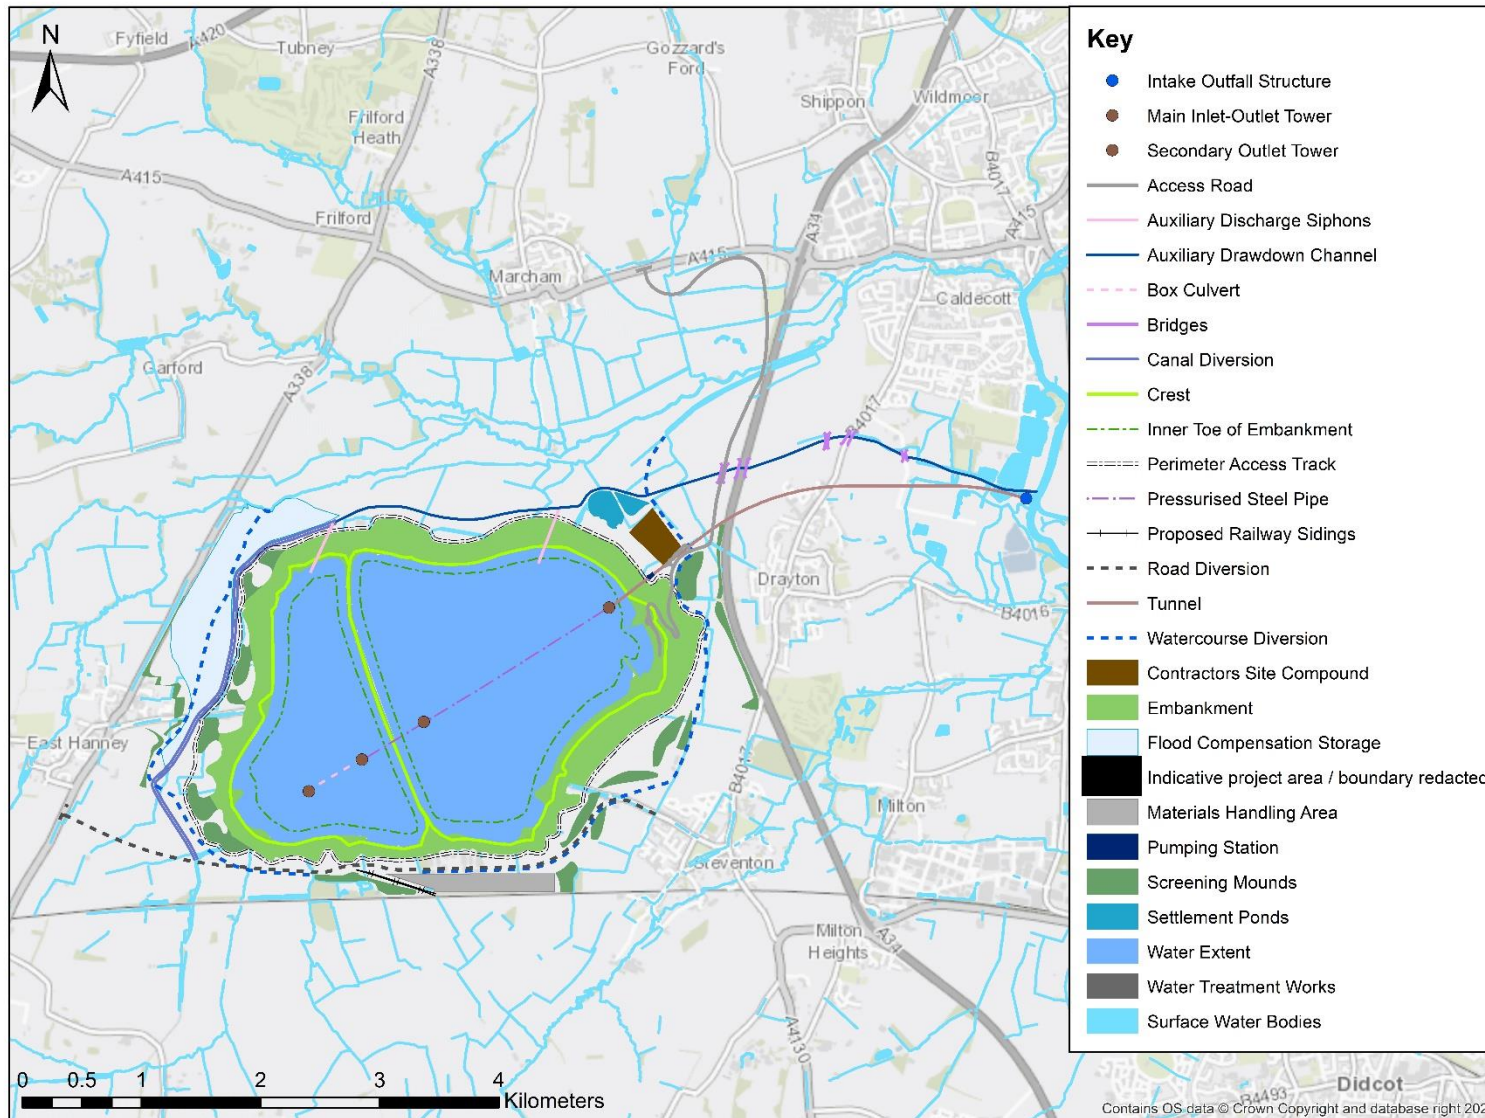 Fyfield
A420
Tubney
A338
Gozzard's
Ford
N
Shippon
Wildmoor
Frilford
Heath
B4017
A415
A34
A415
Frilford
A415
Marcham
Caldecott
Garford
A338
B4017
Drayton
B4016
East Hanney
B4017
Milton
Steventon
Milton
Heights
A34
A4130
Didcot
B4493
0 0.5 1 2 3 4
Kilometers
Key
Intake Outfall Structure
Main Inlet-Outlet Tower
Secondary Outlet Tower
Access Road
Auxiliary Discharge Siphons
Auxiliary Drawdown Channel
Box Culvert
Bridges
Canal Diversion
Crest
Inner Toe of Embankment
Perimeter Access Track
Pressurised Steel Pipe
Proposed Railway Sidings
Road Diversion
Tunnel
Watercourse Diversion
Contractors Site Compound
Embankment
Flood Compensation Storage
Indicative project area / boundary redacted
Materials Handling Area
Pumping Station
Screening Mounds
Settlement Ponds
Water Extent
Water Treatment Works
Surface Water Bodies
Contains OS data © Crown Copyright and database right 202